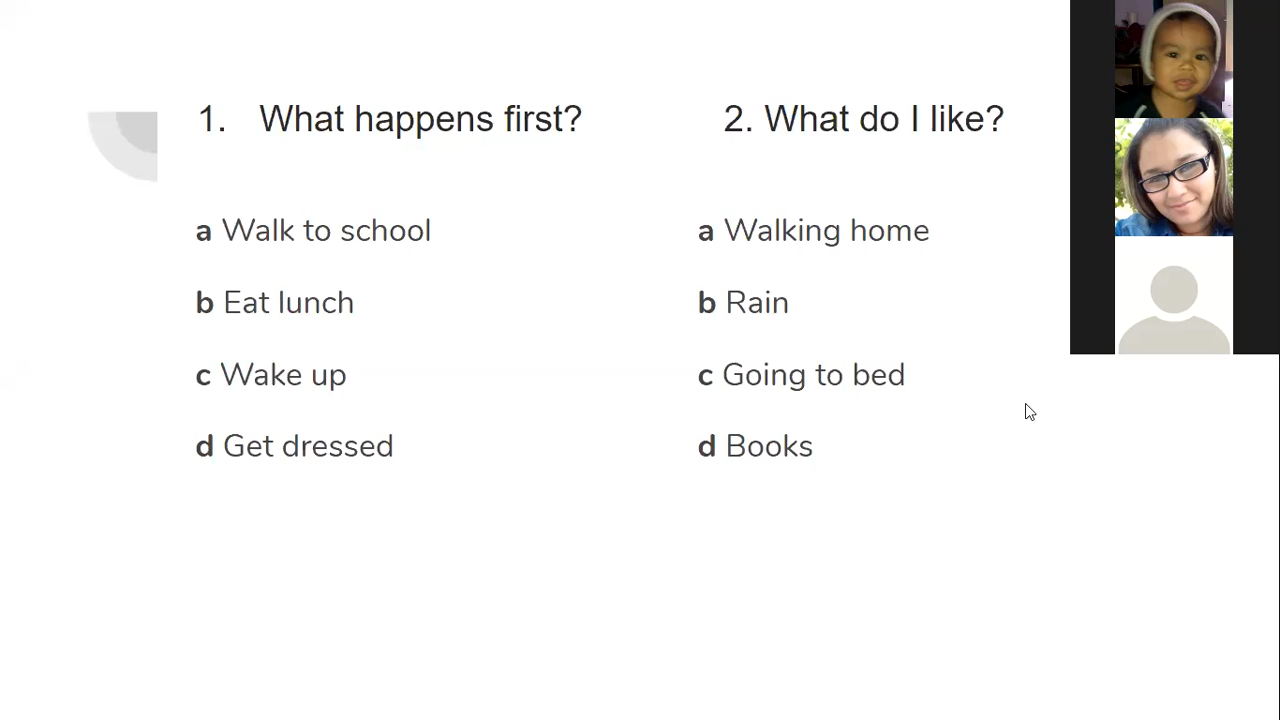 1. What happens first?
a Walk to school
b Eat lunch
c Wake up
d Get dressed
2. What do I like?
a Walking home
b Rain
c Going to bed
d Books